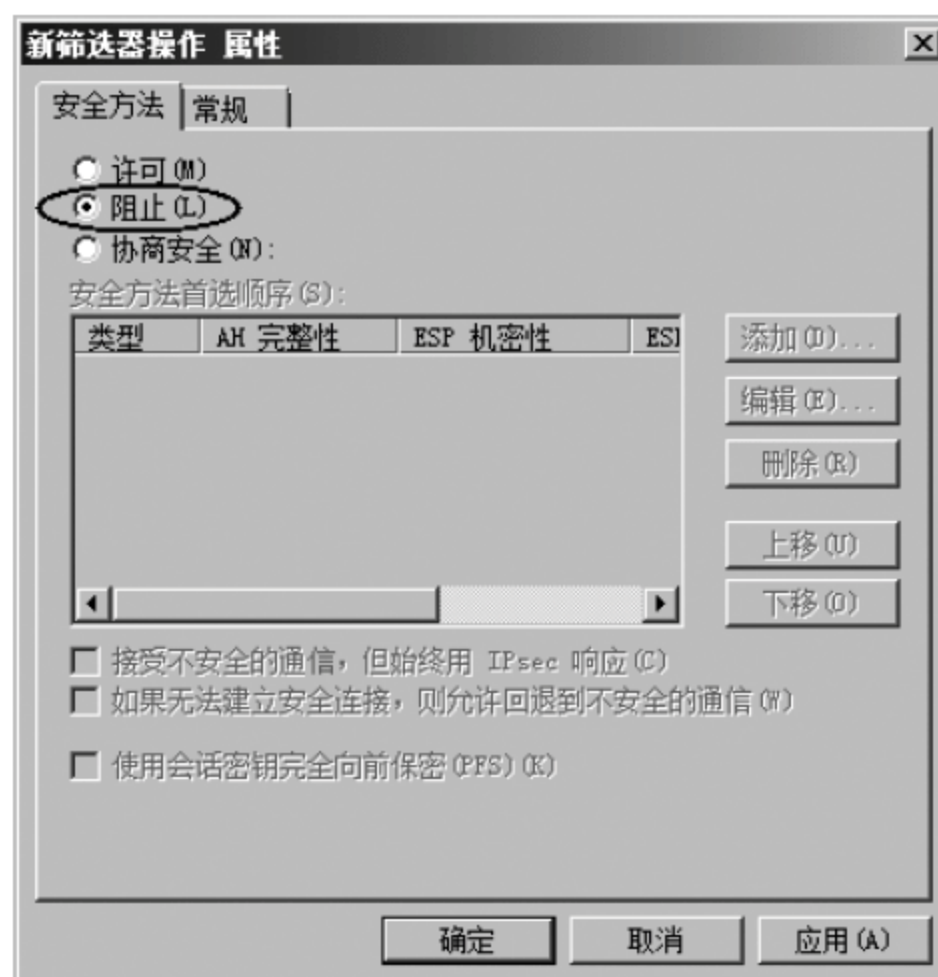 新筛选器操作 属性
安全方法 常规
许可(M)
阻止(L)
协商安全(N):
安全方法首选顺序(S):
类型 AH 完整性 ESP 机密性 ESI
添加(D)...
编辑(E)...
删除(R)
上移(U)
下移(O)
接受不安全的通信，但始终用 IPsec 响应(C)
如果无法建立安全连接，则允许回退到不安全的通信(W)
使用会话密钥完全向前保密(PFS)(K)
确定 取消 应用(A)